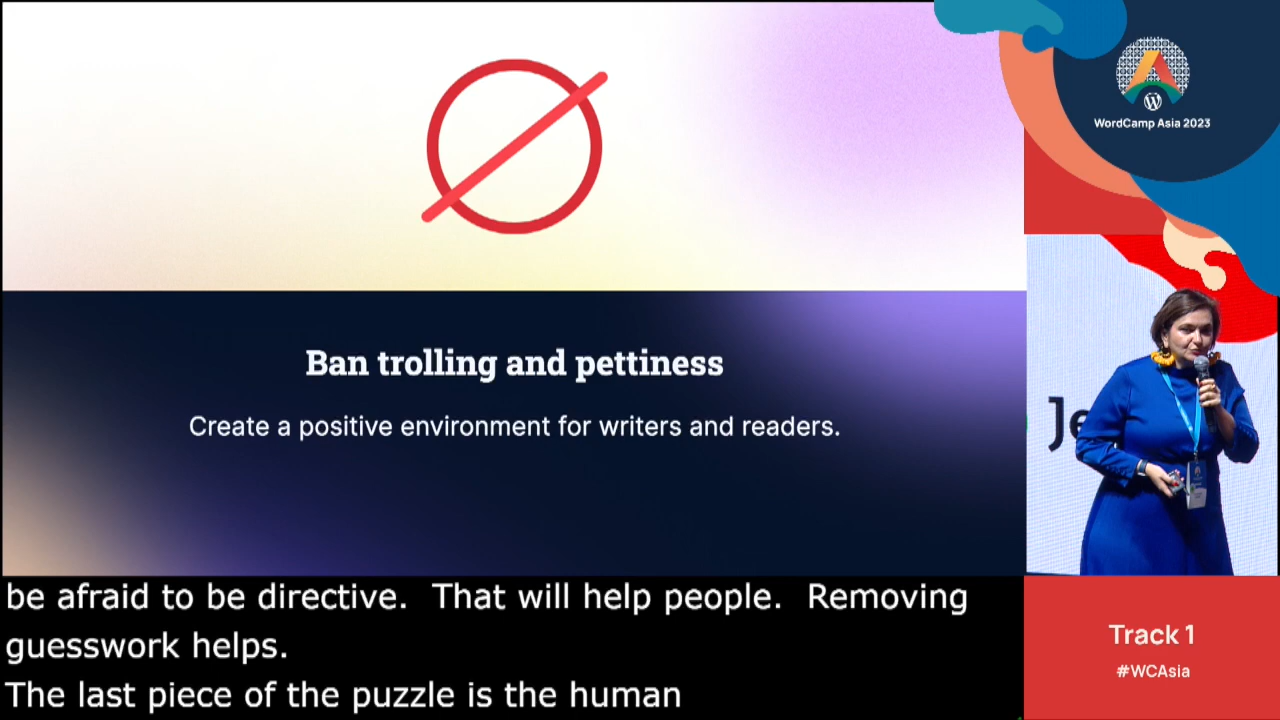 WordCamp Asia 2023
Ban trolling and pettiness
Create a positive environment for writers and readers.
Je
be afraid to be directive. That will help people. Removing
guesswork helps.
The last piece of the puzzle is the human
Track 1
#WCAsia